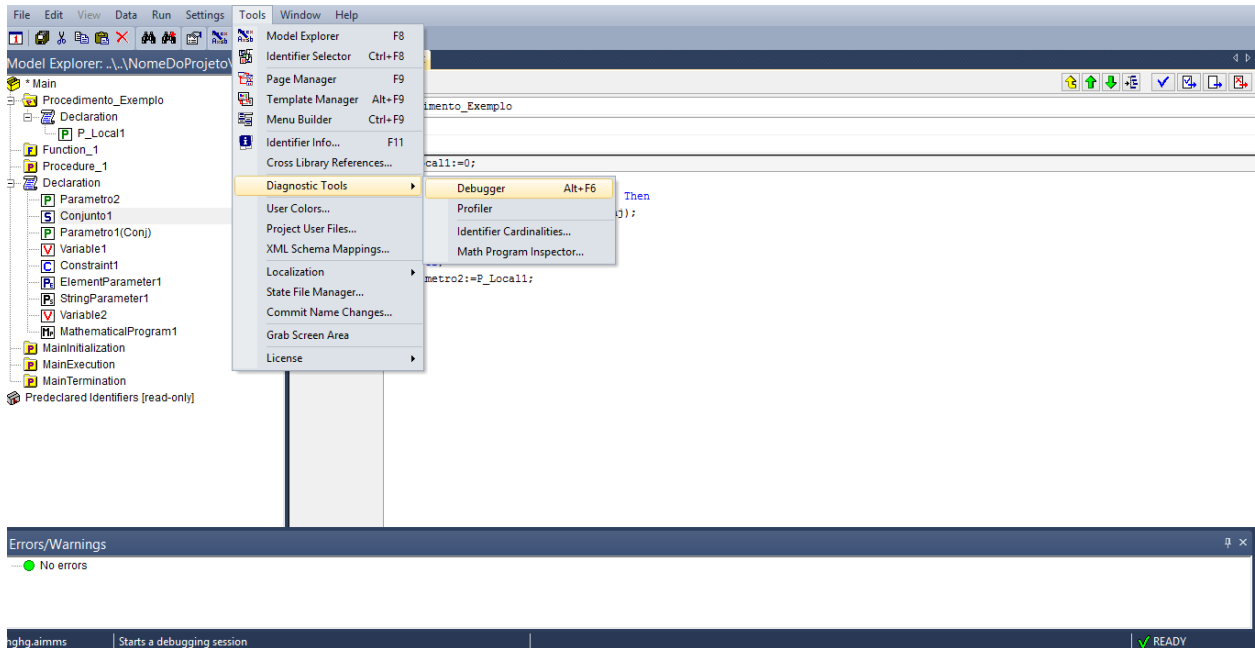 File Edit View Data Run Settings Tools Window Help
Model Explorer: ..\..\NomeDoProjeto\
* Main
Procedimento_Exemplo
Declaration
P_Local1
Function_1
Procedure_1
Declaration
Parametro2
Conjunto1
Parametro1(Conj)
Variable1
Constraint1
ElementParameter1
StringParameter1
Variable2
MathematicalProgram1
MainInitialization
MainExecution
MainTermination
Predeclared Identifiers [read-only]
Model Explorer F8
Identifier Selector Ctrl+F8
Page Manager F9
Template Manager Alt+F9
Menu Builder Ctrl+F9
Identifier Info... F11
Cross Library References...
Diagnostic Tools
User Colors...
Project User Files...
XML Schema Mappings...
Localization
State File Manager...
Commit Name Changes...
Grab Screen Area
License
Debugger Alt+F6
Profiler
Identifier Cardinalities...
Math Program Inspector...
imento_Exemplo
cal1:=0;
Then
);
metro2:=P_Local1;
Errors/Warnings
No errors
hghg.aimms Starts a debugging session READY